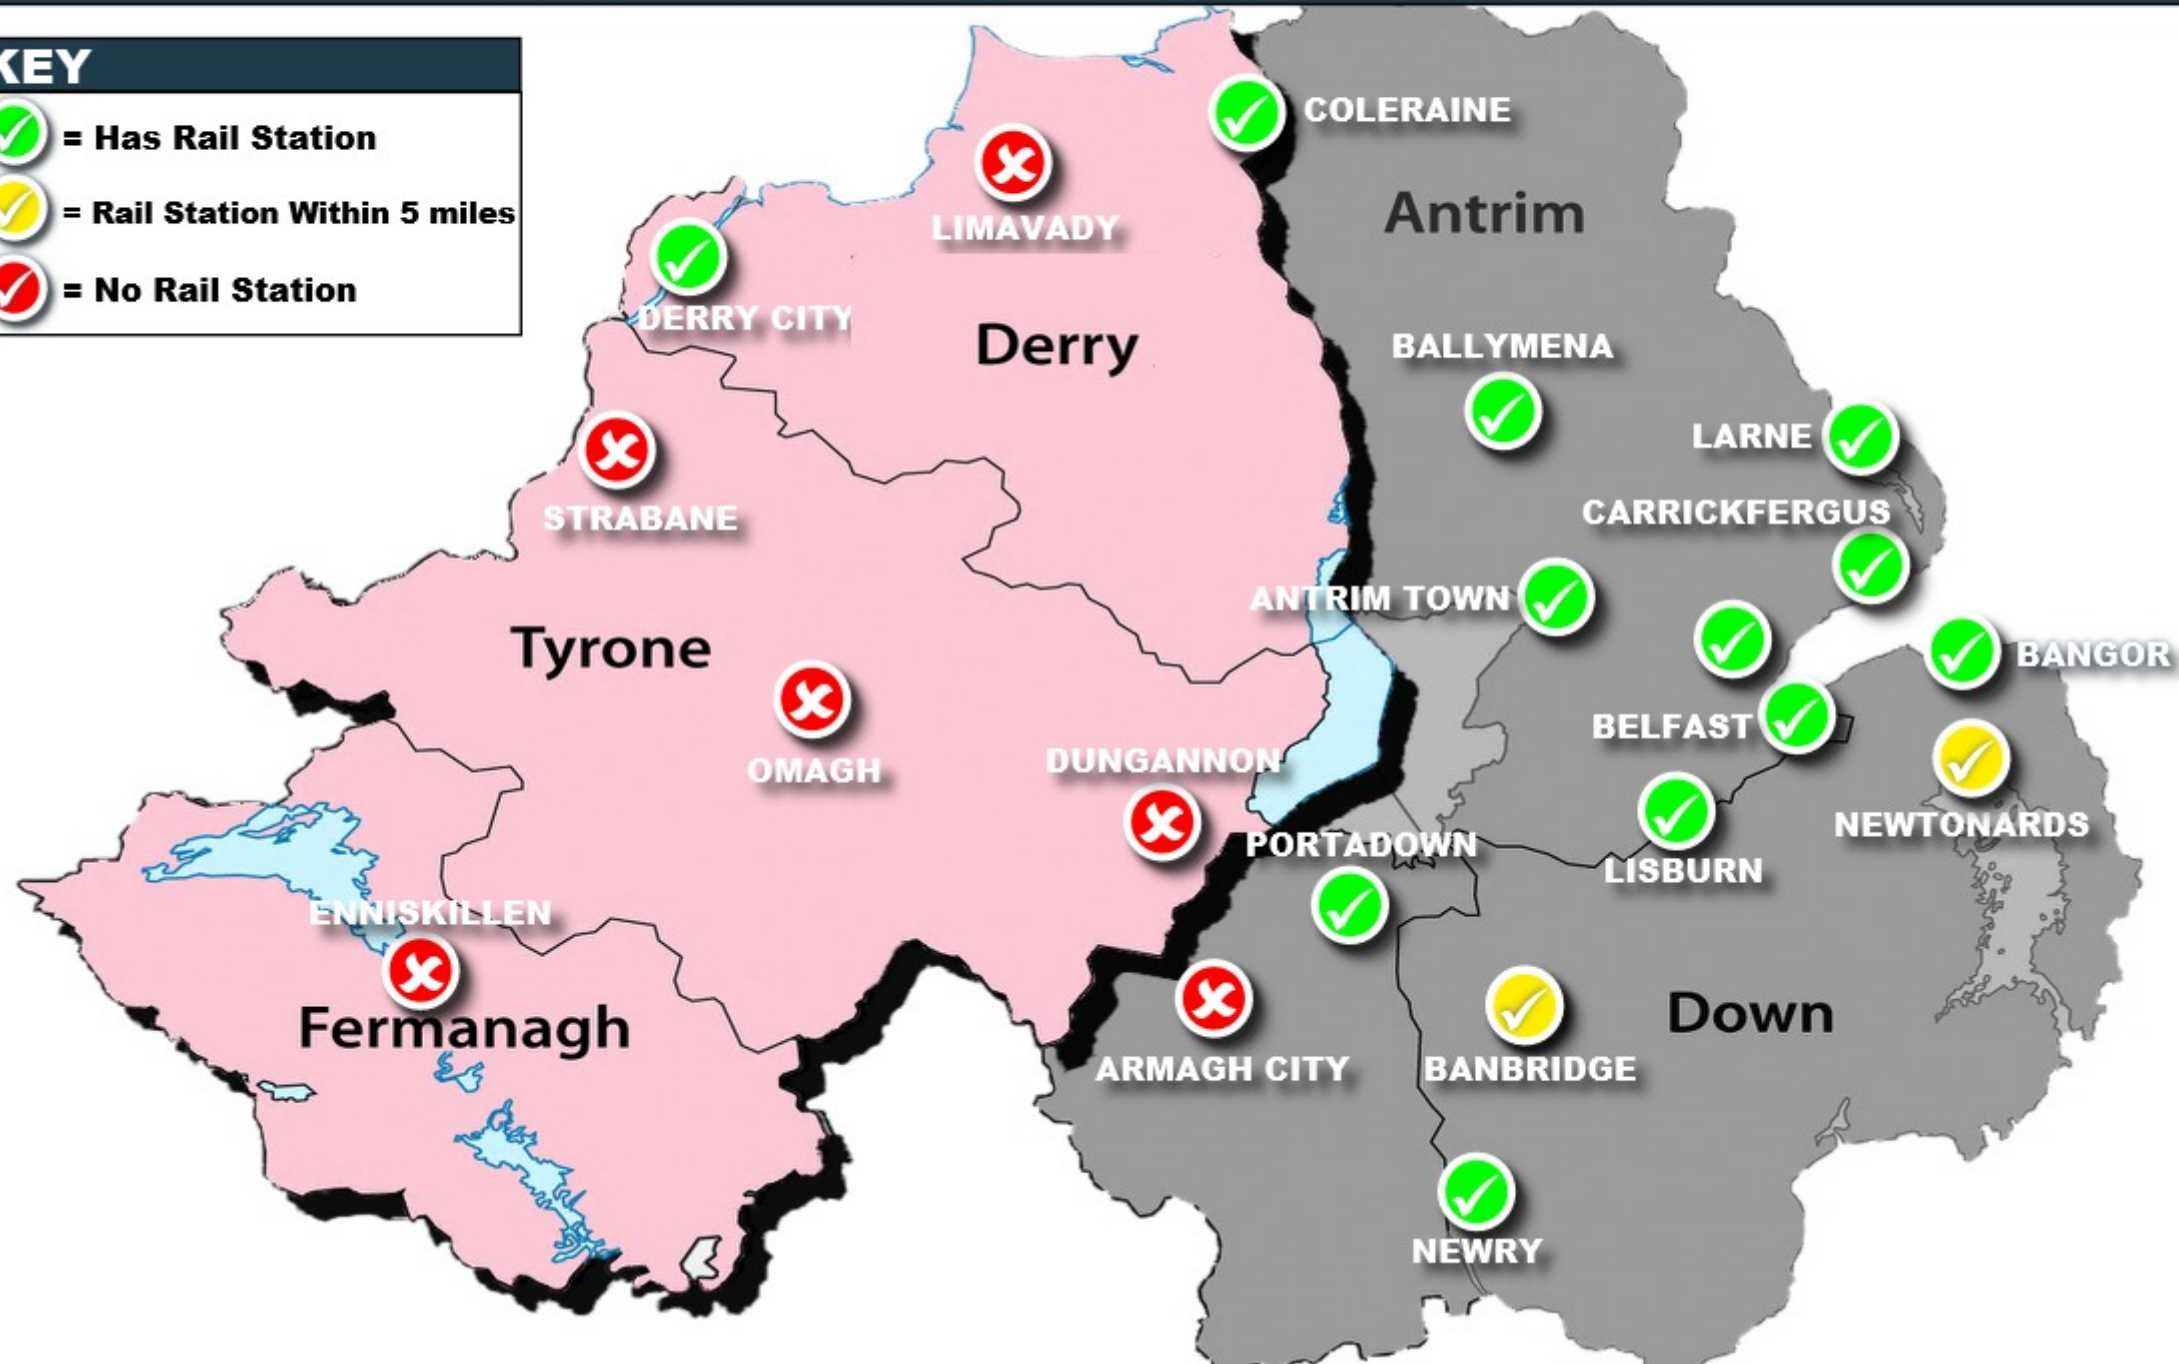 KEY
= Has Rail Station
= Rail Station Within 5 miles
= No Rail Station
COLERAINE
LIMAVADY
Antrim
DERRY CITY
Derry
BALLYMENA
LARNE
STRABANE
CARRICKFERGUS
ANTRIM TOWN
Tyrone
BANGOR
BELFAST
OMAGH
DUNGANNON
NEWTONARDS
PORTADOWN
LISBURN
ENNISKILLEN
Fermanagh
Down
ARMAGH CITY
BANBRIDGE
NEWRY